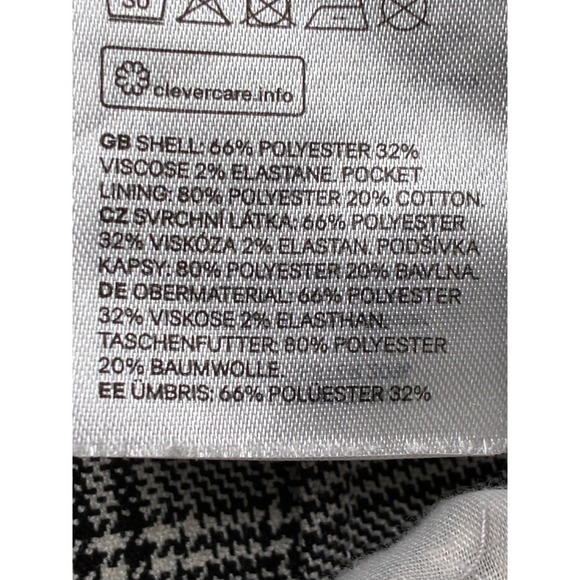 30
clevercare.info
GB SHELL: 66% POLYESTER 32%
VISCOSE 2% ELASTANE. POCKET
LINING: 80% POLYESTER 20% COTTON.
CZ SVRCHNÍ LÁTKA: 66% POLYESTER
32% VISKÓZA 2% ELASTAN. PODŠÍVKA
KAPSY: 80% POLYESTER 20% BAVLNA.
DE OBERMATERIAL: 66% POLYESTER
32% VISKOSE 2% ELASTHAN.
TASCHENFUTTER: 80% POLYESTER
20% BAUMWOLLE.
EE ÜMBRIS: 66% POLÜESTER 32%